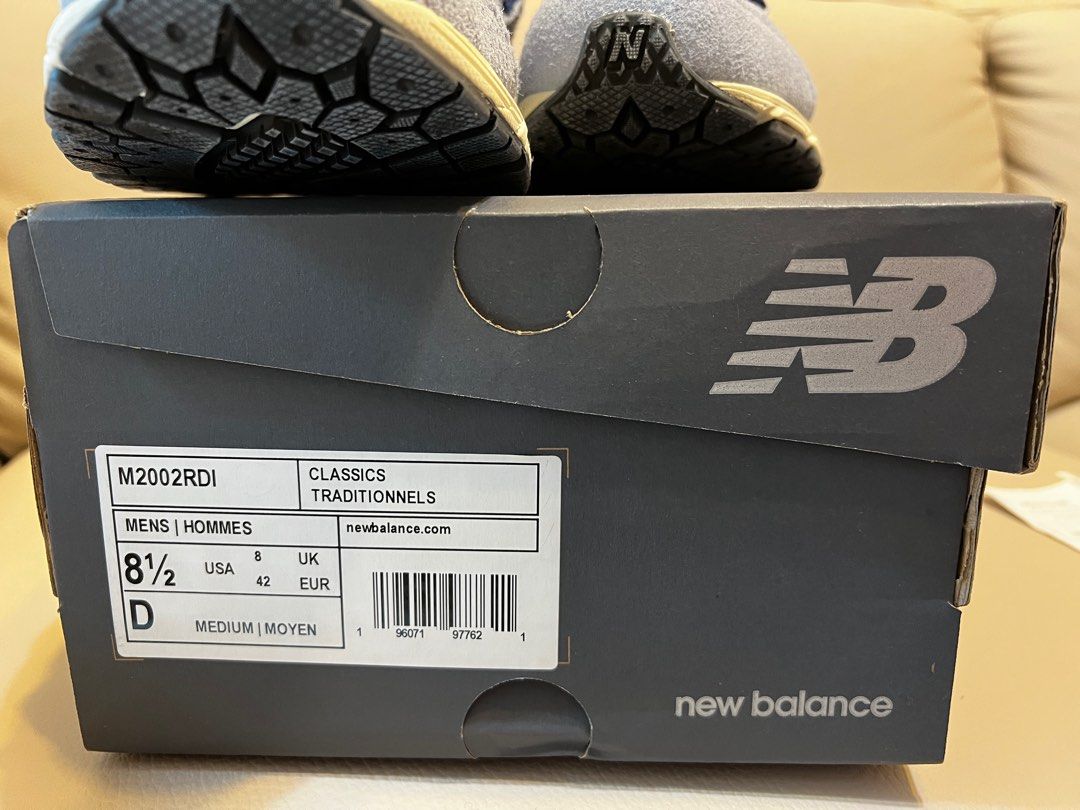 N
NB
M2002RDI
CLASSICS
TRADITIONNELS
MENS | HOMMES
newbalance.com
8½ USA 8 UK
42 EUR
D MEDIUM | MOYEN
1 96071 97762 1
new balance